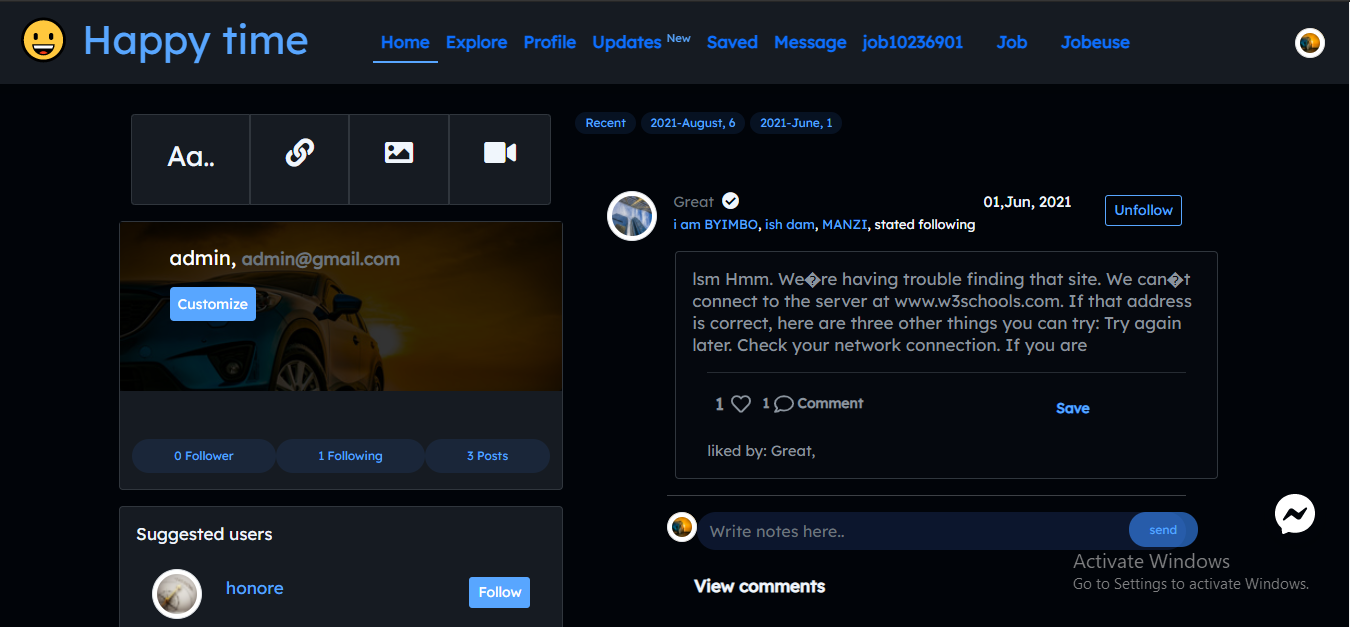 Happy time
Home Explore Profile Updates New Saved Message job10236901 Job Jobeuse
Aa..
Recent 2021-August, 6 2021-June, 1
admin, admin@gmail.com
Customize
0 Follower 1 Following 3 Posts
Suggested users
honore Follow
Great 01,Jun, 2021 Unfollow
i am BYIMBO, ish dam, MANZI, stated following
lsm Hmm. We�re having trouble finding that site. We can�t
connect to the server at www.w3schools.com. If that address
is correct, here are three other things you can try: Try again
later. Check your network connection. If you are
1 1 Comment Save
liked by: Great,
Write notes here.. send
View comments
Activate Windows
Go to Settings to activate Windows.